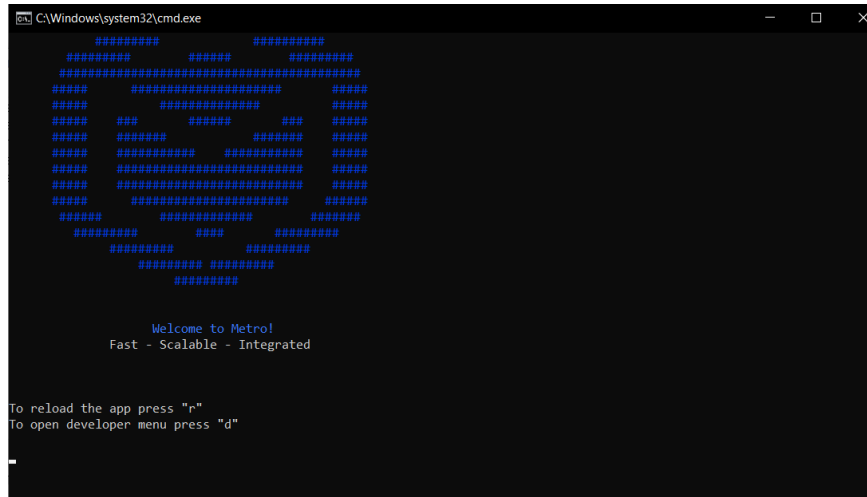 C:\Windows\system32\cmd.exe
######### ##########
######### ###### #########
##########################################
##### ##################### #####
##### ############## #####
##### ### ###### ### #####
##### ####### ####### #####
##### ########### ########### #####
##### ########################## #####
##### ########################## #####
##### ###################### ######
###### ############# #######
######### #### #########
######### #########
######### #########
#########
Welcome to Metro!
Fast - Scalable - Integrated
To reload the app press "r"
To open developer menu press "d"